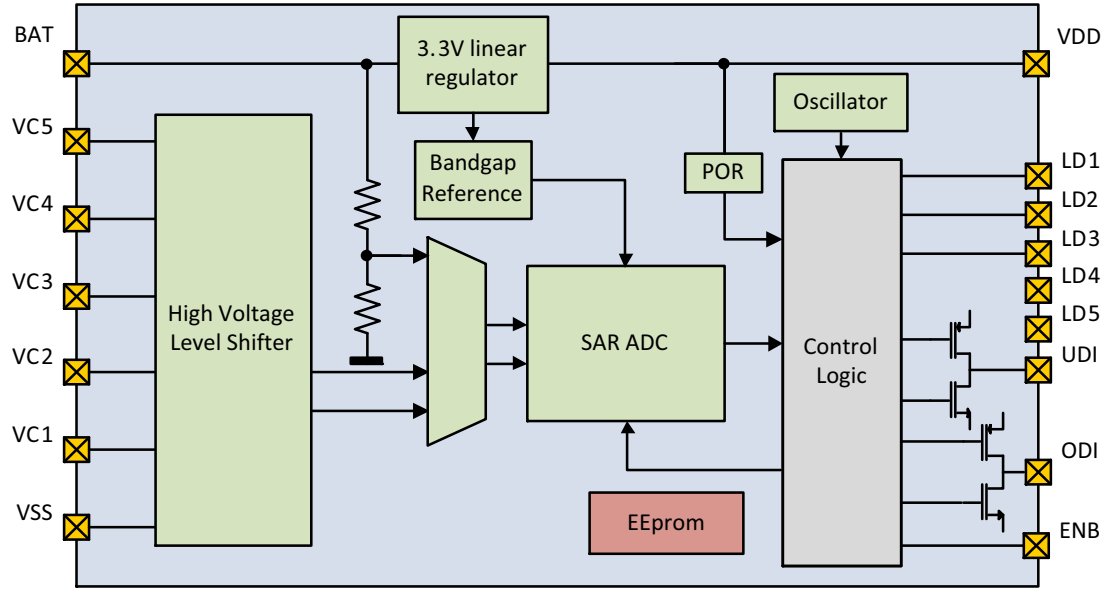 BAT
VDD
3.3V linear
regulator
Oscillator
VC5
Bandgap
Reference
POR
LD1
VC4
LD2
LD3
VC3
LD4
High Voltage
Level Shifter
SAR ADC
Control
Logic
LD5
VC2
UDI
VC1
ODI
VSS
EEprom
ENB